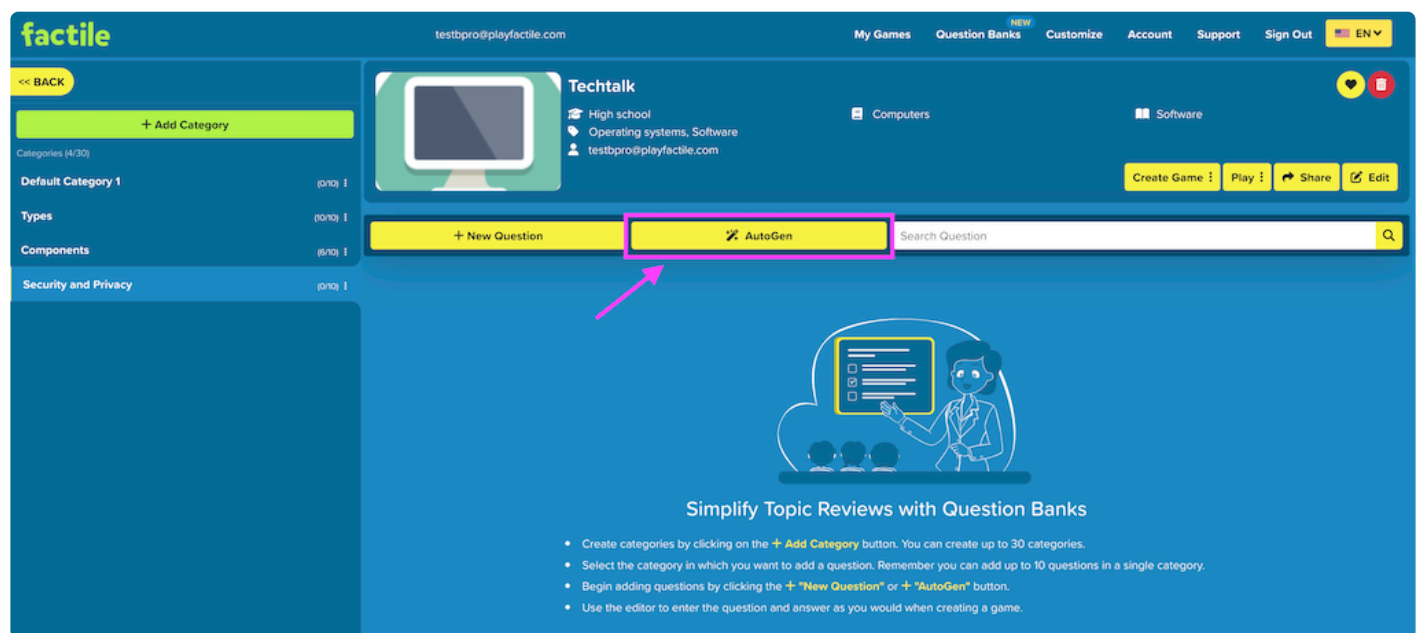 factile
testbpro@playfactile.com
My Games
NEW
Question Banks
Customize
Account
Support
Sign Out
EN
<< BACK
+ Add Category
Categories (4/30)
Default Category 1 (0/10)
Types (10/10)
Components (6/10)
Security and Privacy (0/10)
Techtalk
High school
Computers
Software
Operating systems, Software
testbpro@playfactile.com
Create Game
Play
Share
Edit
+ New Question
AutoGen
Search Question
Simplify Topic Reviews with Question Banks
• Create categories by clicking on the + Add Category button. You can create up to 30 categories.
• Select the category in which you want to add a question. Remember you can add up to 10 questions in a single category.
• Begin adding questions by clicking the + "New Question" or + "AutoGen" button.
• Use the editor to enter the question and answer as you would when creating a game.